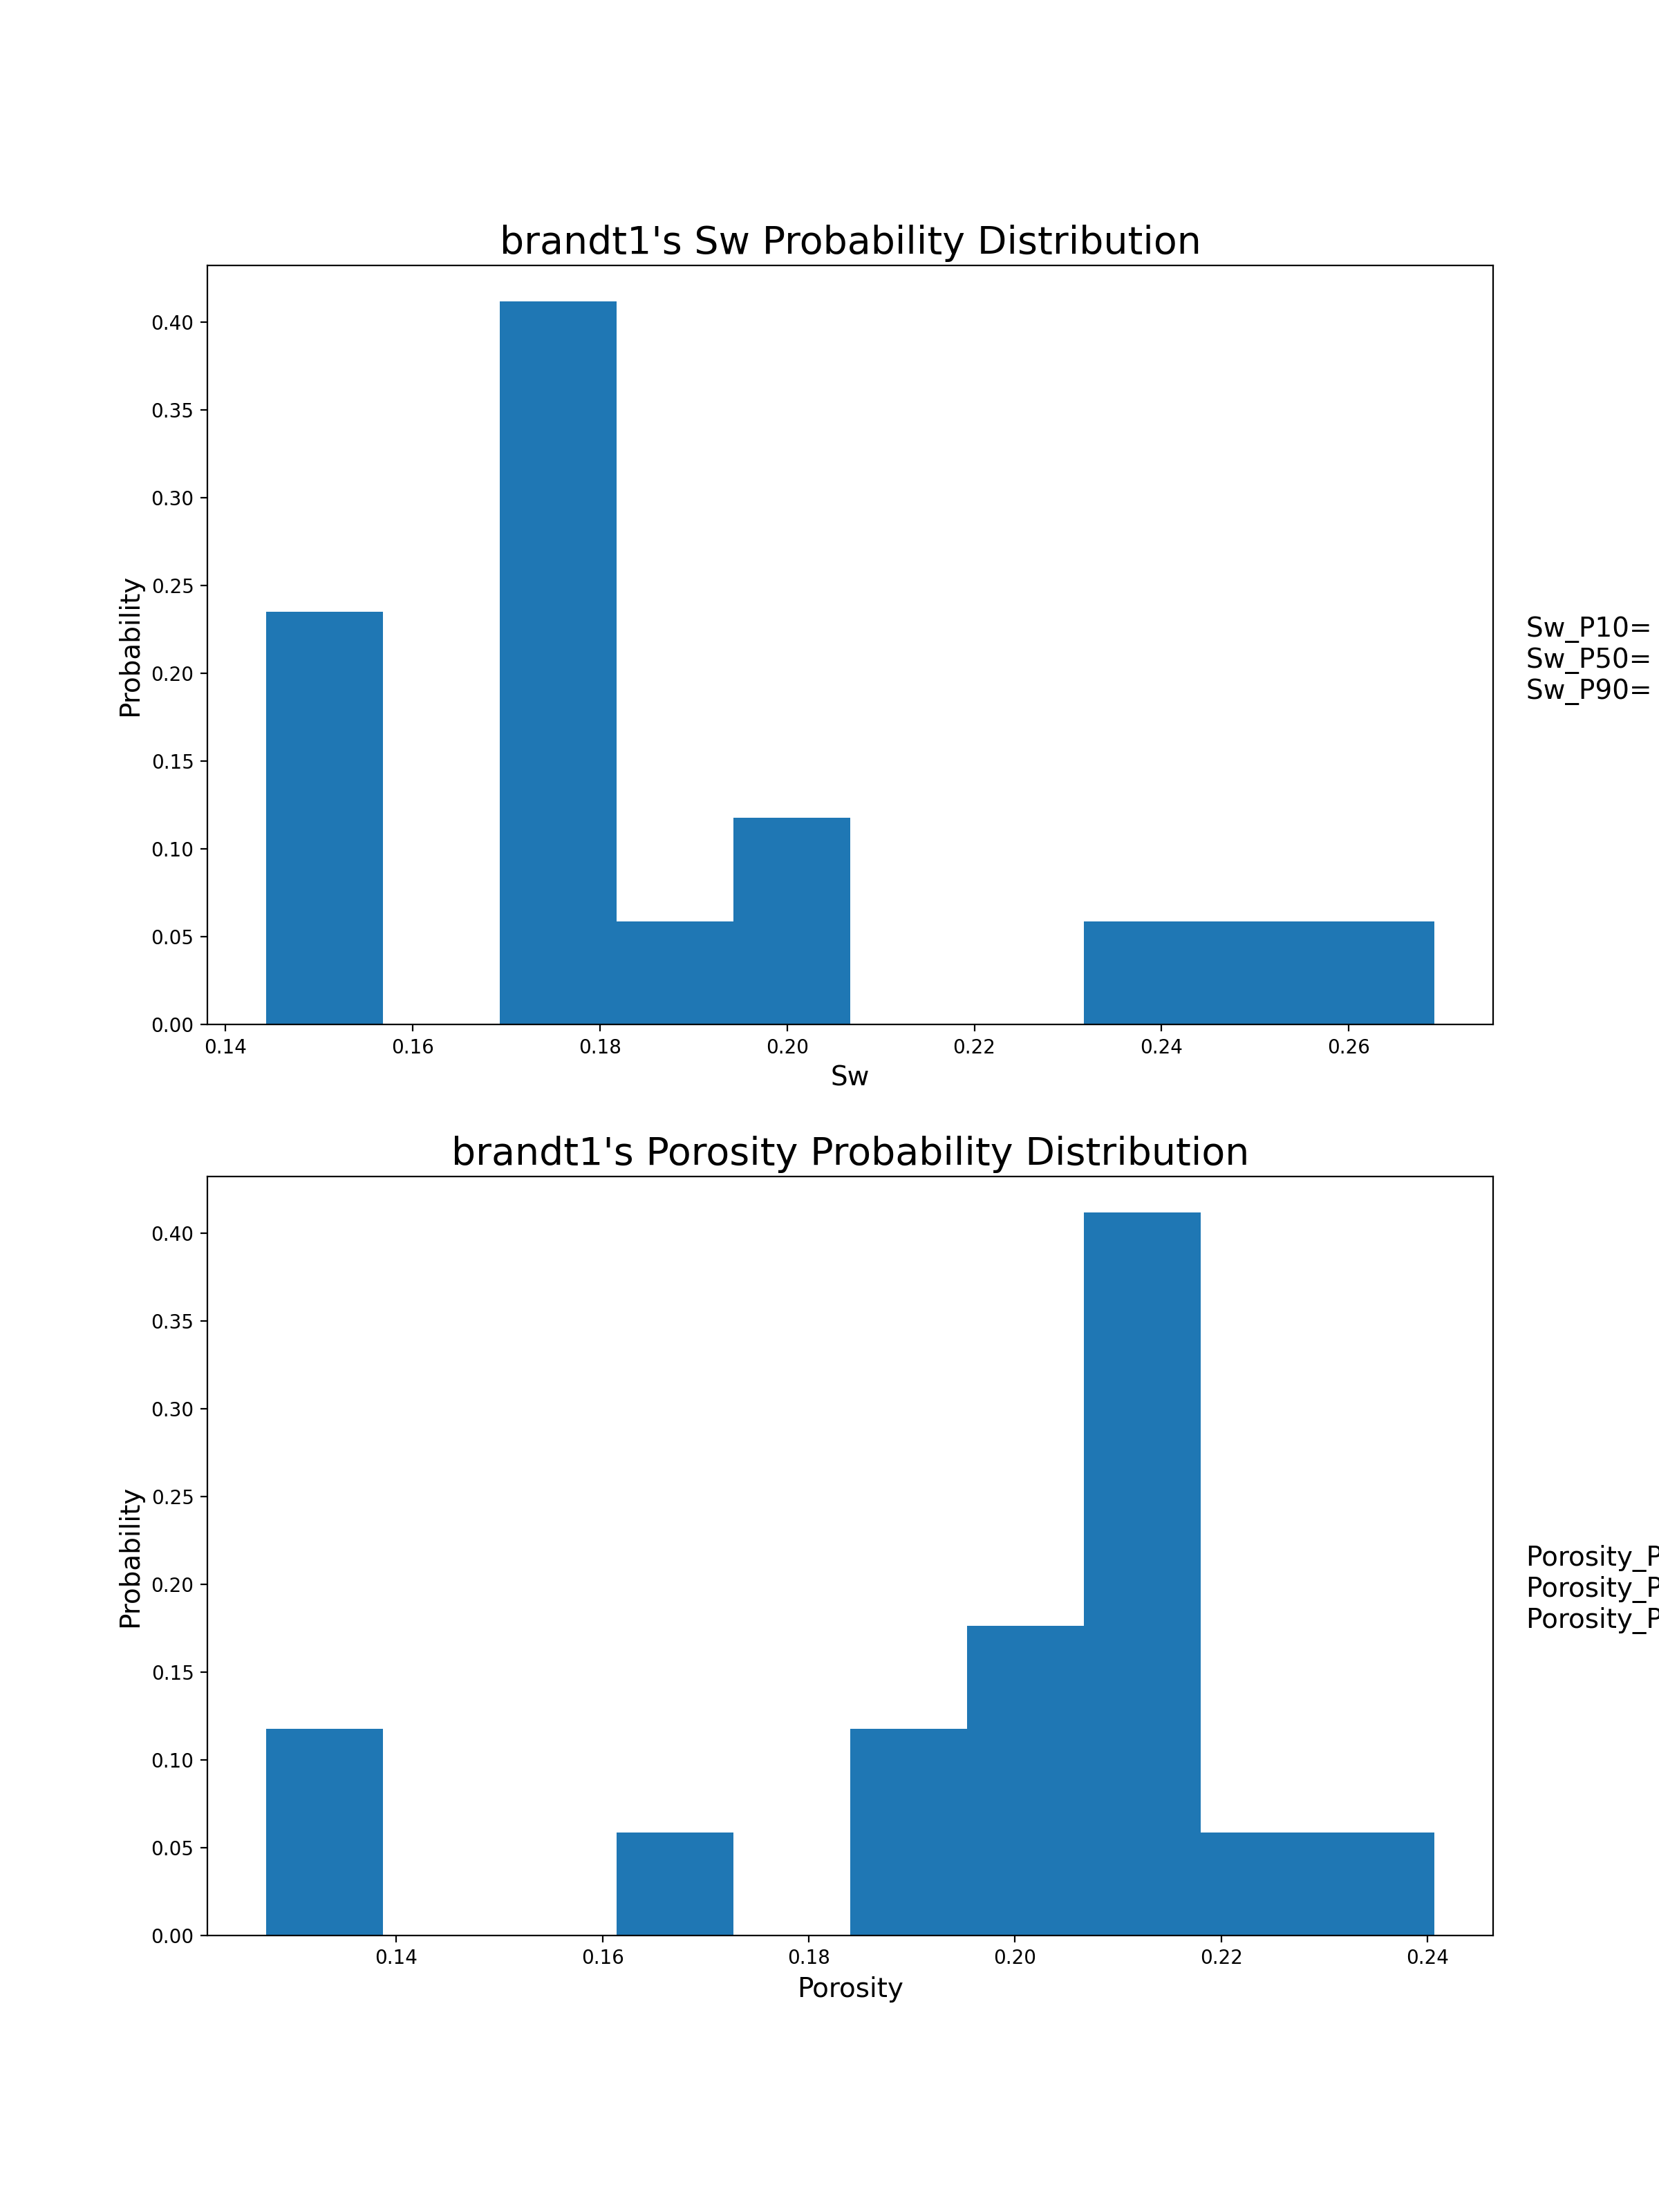 brandt1's Sw Probability Distribution
0.40
0.35
0.30
0.25
0.20
0.15
0.10
0.05
0.00
Probability
0.14 0.16 0.18 0.20 0.22 0.24 0.26
Sw
Sw_P10=
Sw_P50=
Sw_P90=
brandt1's Porosity Probability Distribution
0.40
0.35
0.30
0.25
0.20
0.15
0.10
0.05
0.00
Probability
0.14 0.16 0.18 0.20 0.22 0.24
Porosity
Porosity_P
Porosity_P
Porosity_P